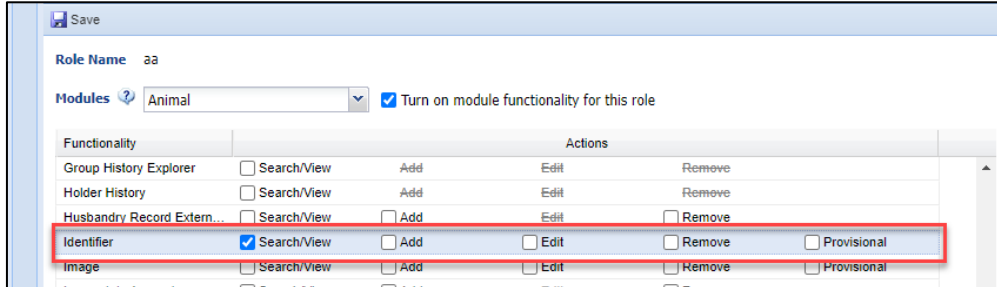 Save
Role Name aa
Modules Animal Turn on module functionality for this role
Functionality Actions
Group History Explorer Search/View Add Edit Remove
Holder History Search/View Add Edit Remove
Husbandry Record Extern... Search/View Add Edit Remove
Identifier Search/View Add Edit Remove Provisional
Image Search/View Add Edit Remove Provisional